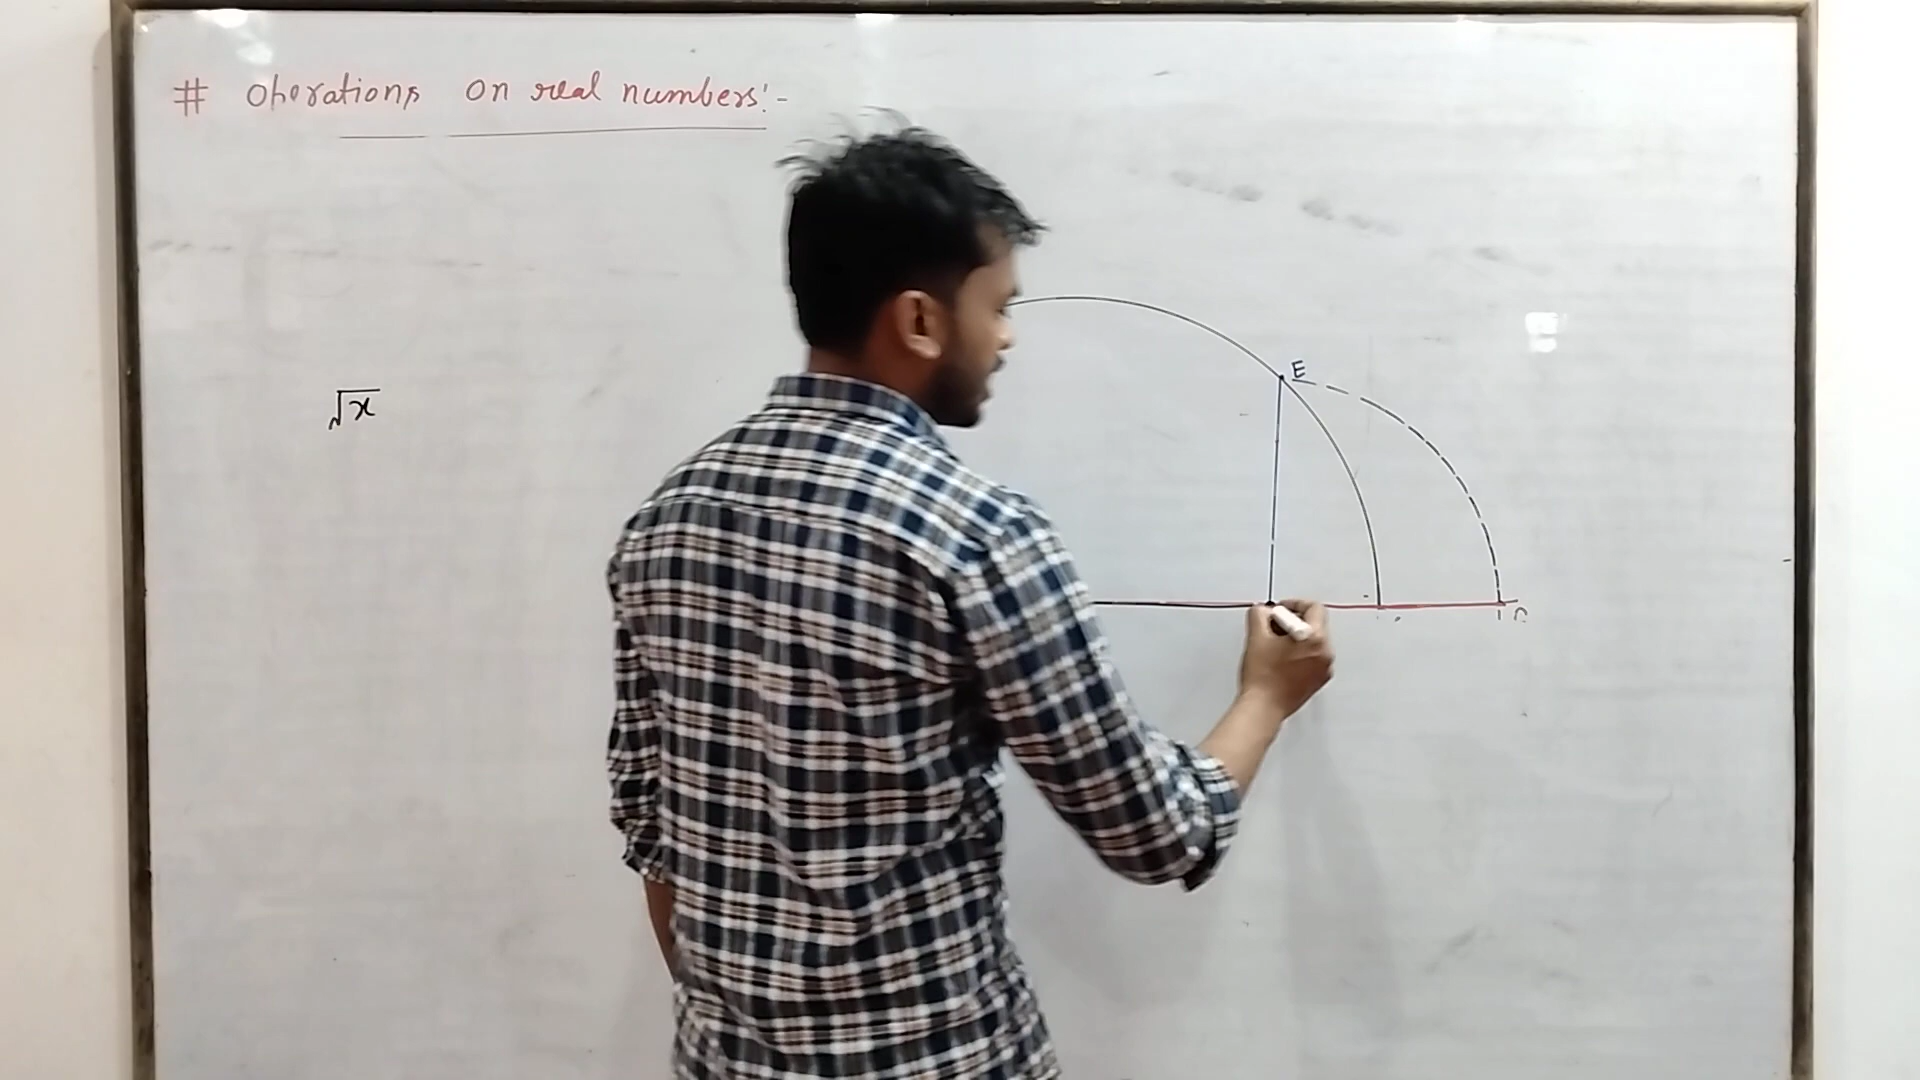 # Operations on real numbers:-
√x
E